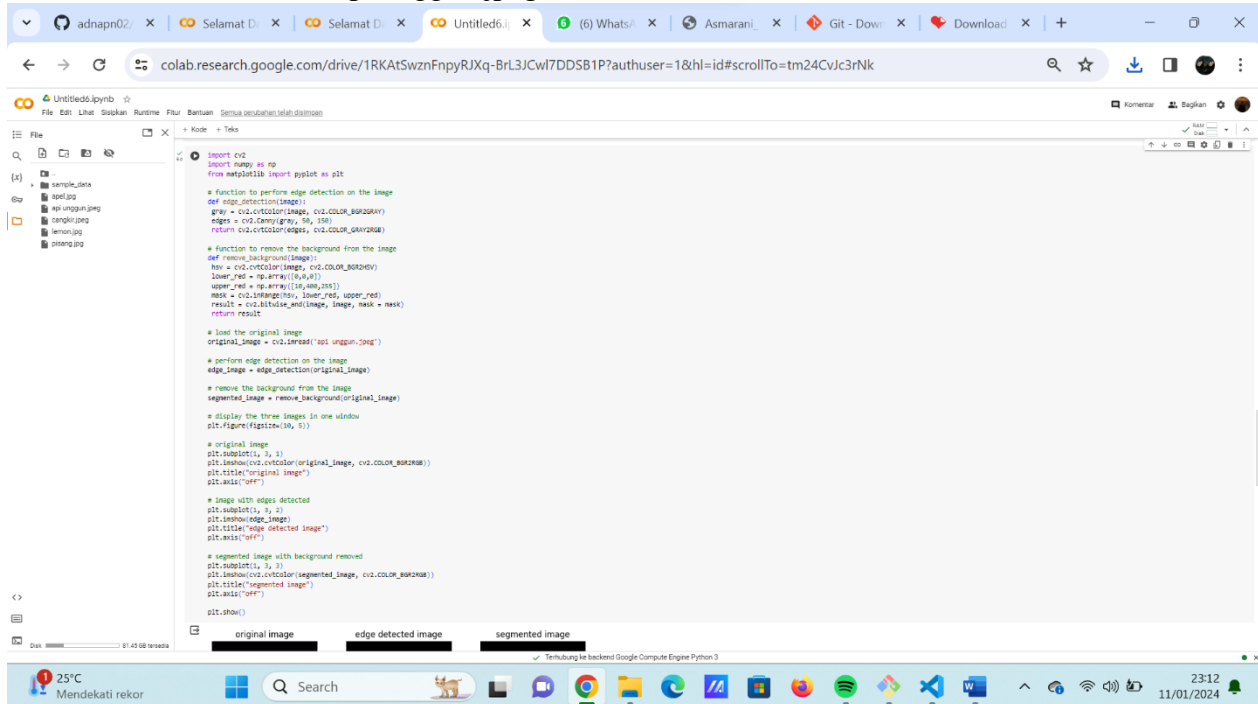 adnapn02/
Selamat D
Selamat D
Untitled6.i
(6) WhatsA
Asmarani_
Git - Down
Download
colab.research.google.com/drive/1RKAtSwznFnpyRJXq-BrL3JCwl7DDSB1P?authuser=1&hl=id#scrollTo=tm24CvJc3rNk
Untitled6.ipynb
File Edit Lihat Sisipkan Runtime Fitur Bantuan Semua perubahan telah disimpan
Komentar Bagikan
File
+ Kode + Teks
RAM
Disk
..
sample_data
apel.jpg
api unggun.jpeg
cangkir.jpeg
lemon.jpg
pisang.jpg
import cv2
import numpy as np
from matplotlib import pyplot as plt
# function to perform edge detection on the image
def edge_detection(image):
gray = cv2.cvtColor(image, cv2.COLOR_BGR2GRAY)
edges = cv2.Canny(gray, 50, 150)
return cv2.cvtColor(edges, cv2.COLOR_GRAY2RGB)
# function to remove the background from the image
def remove_background(image):
hsv = cv2.cvtColor(image, cv2.COLOR_BGR2HSV)
lower_red = np.array([0,0,0])
upper_red = np.array([10,400,255])
mask = cv2.inRange(hsv, lower_red, upper_red)
result = cv2.bitwise_and(image, image, mask = mask)
return result
# load the original image
original_image = cv2.imread('api unggun.jpeg')
# perform edge detection on the image
edge_image = edge_detection(original_image)
# remove the background from the image
segmented_image = remove_background(original_image)
# display the three images in one window
plt.figure(figsize=(10, 5))
# original image
plt.subplot(1, 3, 1)
plt.imshow(cv2.cvtColor(original_image, cv2.COLOR_BGR2RGB))
plt.title("original image")
plt.axis("off")
# image with edges detected
plt.subplot(1, 3, 2)
plt.imshow(edge_image)
plt.title("edge detected image")
plt.axis("off")
# segmented image with background removed
plt.subplot(1, 3, 3)
plt.imshow(cv2.cvtColor(segmented_image, cv2.COLOR_BGR2RGB))
plt.title("segmented image")
plt.axis("off")
plt.show()
original image edge detected image segmented image
Disk 81.43 GB tersedia
Terhubung ke backend Google Compute Engine Python 3
25°C
Mendekati rekor
Search
23:12
11/01/2024